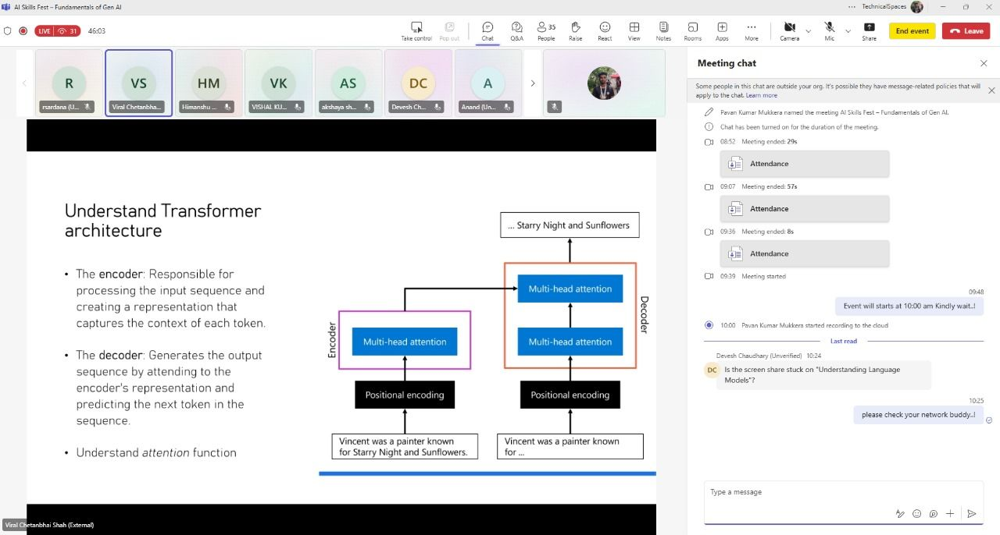 AI Skills Fest – Fundamentals of Gen AI
TechnicalSpaces
LIVE 31
46:03
Take control
Pop out
Chat
Q&A
35
People
Raise
React
View
Notes
Rooms
Apps
More
Camera
Mic
Share
End event
Leave
R
rsardana (U...
VS
Viral Chetanbha...
HM
Himanshu ...
VK
VISHAL KU...
AS
akshaya sh...
DC
Devesh Ch...
A
Anand (Un...
Understand Transformer
architecture
• The encoder: Responsible for
processing the input sequence and
creating a representation that
captures the context of each token.
• The decoder: Generates the output
sequence by attending to the
encoder's representation and
predicting the next token in the
sequence.
• Understand attention function
... Starry Night and Sunflowers
Multi-head attention
Decoder
Encoder
Multi-head attention
Multi-head attention
Positional encoding
Positional encoding
Vincent was a painter known
for Starry Night and Sunflowers.
Vincent was a painter known
for ...
Viral Chetanbhai Shah (External)
Meeting chat
Some people in this chat are outside your org. It's possible they have message-related policies that will
apply to the chat. Learn more
Pavan Kumar Mukkera named the meeting AI Skills Fest – Fundamentals of Gen AI.
Chat has been turned on for the duration of the meeting.
08:52 Meeting ended: 29s
Attendance
09:07 Meeting ended: 57s
Attendance
09:36 Meeting ended: 8s
Attendance
09:39 Meeting started
09:48
Event will starts at 10:00 am Kindly wait..!
10:00 Pavan Kumar Mukkera started recording to the cloud
Last read
Devesh Chaudhary (Unverified) 10:24
DC
Is the screen share stuck on "Understanding Language
Models"?
10:25
please check your network buddy..!
Type a message